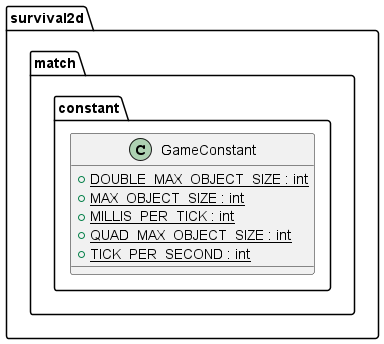 survival2d
match
constant
C GameConstant
DOUBLE_MAX_OBJECT_SIZE : int
MAX_OBJECT_SIZE : int
MILLIS_PER_TICK : int
QUAD_MAX_OBJECT_SIZE : int
TICK_PER_SECOND : int